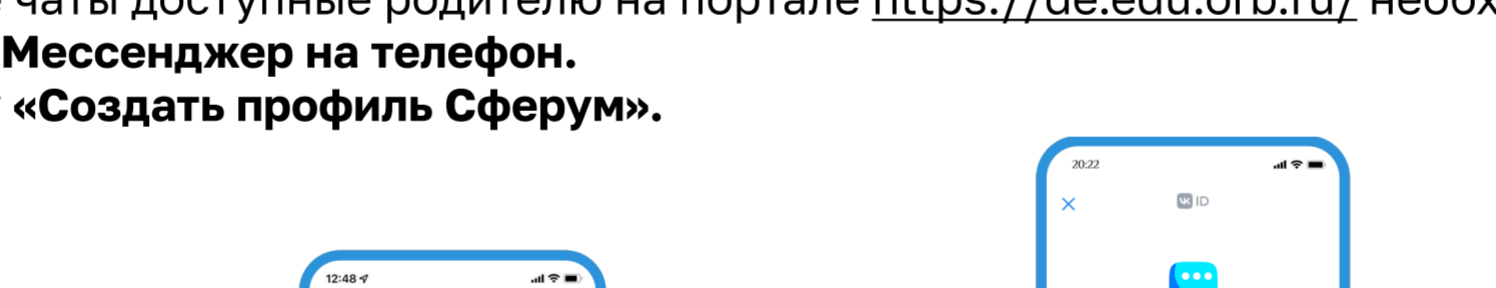 чаты доступные родителю на портале https://de.edu.orb.ru/
Мессенджер на телефон.
«Создать профиль Сферум».
20:22
VK ID
12:48